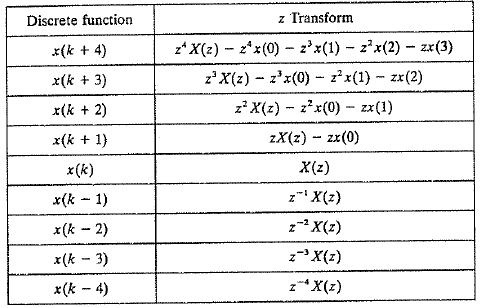 Discrete function z Transform
x(k + 4) z⁴X(z) − z⁴x(0) − z³x(1) − z²x(2) − zx(3)
x(k + 3) z³X(z) − z³x(0) − z²x(1) − zx(2)
x(k + 2) z²X(z) − z²x(0) − zx(1)
x(k + 1) zX(z) − zx(0)
x(k) X(z)
x(k − 1) z⁻¹X(z)
x(k − 2) z⁻²X(z)
x(k − 3) z⁻³X(z)
x(k − 4) z⁻⁴X(z)